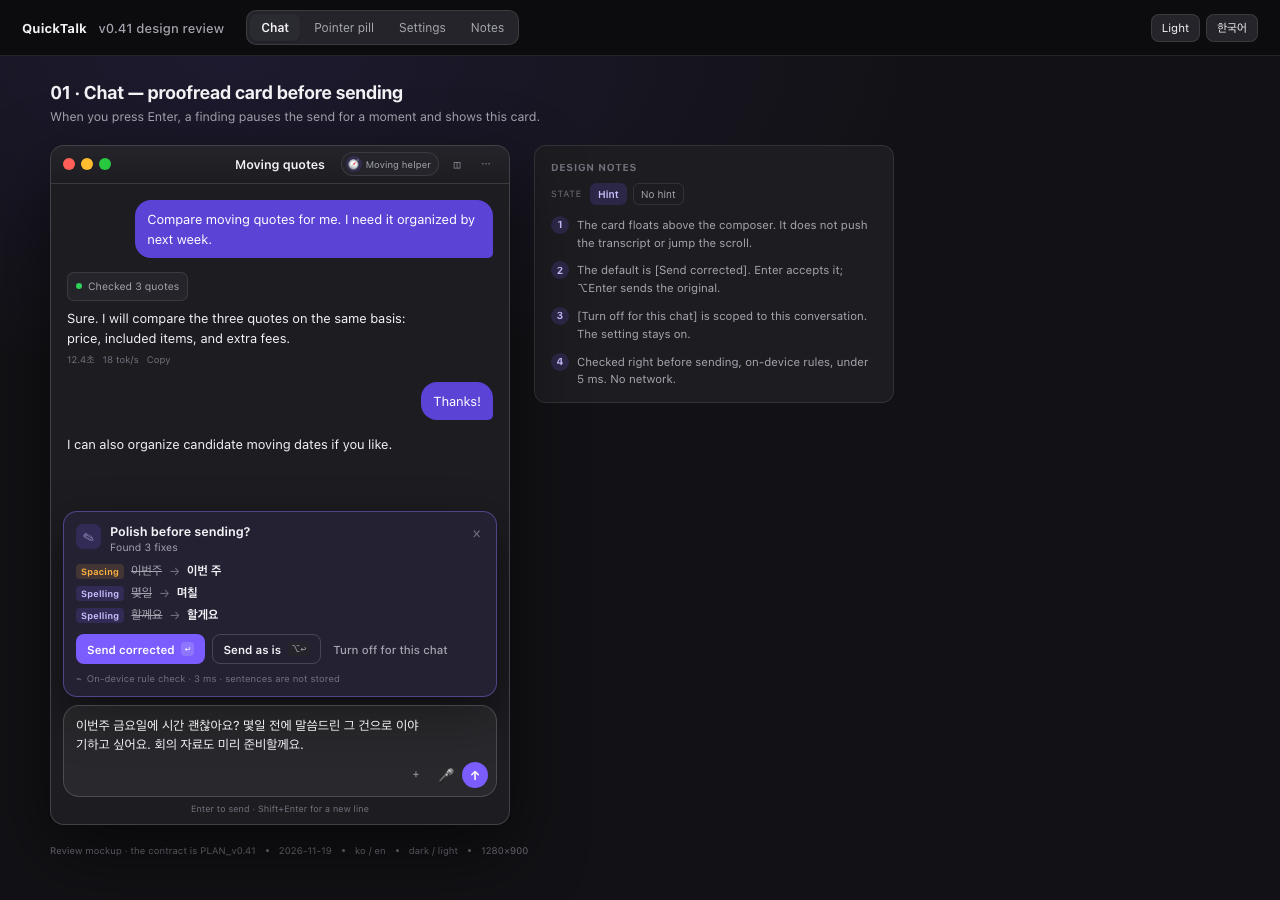 QuickTalk v0.41 design review Chat Pointer pill Settings Notes Light 한국어
01 · Chat — proofread card before sending
When you press Enter, a finding pauses the send for a moment and shows this card.
Moving quotes 🧭 Moving helper ···
Compare moving quotes for me. I need it organized by
next week.
Checked 3 quotes
Sure. I will compare the three quotes on the same basis:
price, included items, and extra fees.
12.4초 18 tok/s Copy
Thanks!
I can also organize candidate moving dates if you like.
Polish before sending? x
Found 3 fixes
Spacing 이번주 → 이번 주
Spelling 몇일 → 며칠
Spelling 할께요 → 할게요
Send corrected ↵ Send as is ⌥↩ Turn off for this chat
~ On-device rule check · 3 ms · sentences are not stored
이번주 금요일에 시간 괜찮아요? 몇일 전에 말씀드린 그 건으로 이야
기하고 싶어요. 회의 자료도 미리 준비할께요.
+
Enter to send · Shift+Enter for a new line
DESIGN NOTES
STATE Hint No hint
1 The card floats above the composer. It does not push
the transcript or jump the scroll.
2 The default is [Send corrected]. Enter accepts it;
⌥Enter sends the original.
3 [Turn off for this chat] is scoped to this conversation.
The setting stays on.
4 Checked right before sending, on-device rules, under
5 ms. No network.
Review mockup · the contract is PLAN_v0.41 • 2026-11-19 • ko / en • dark / light • 1280×900